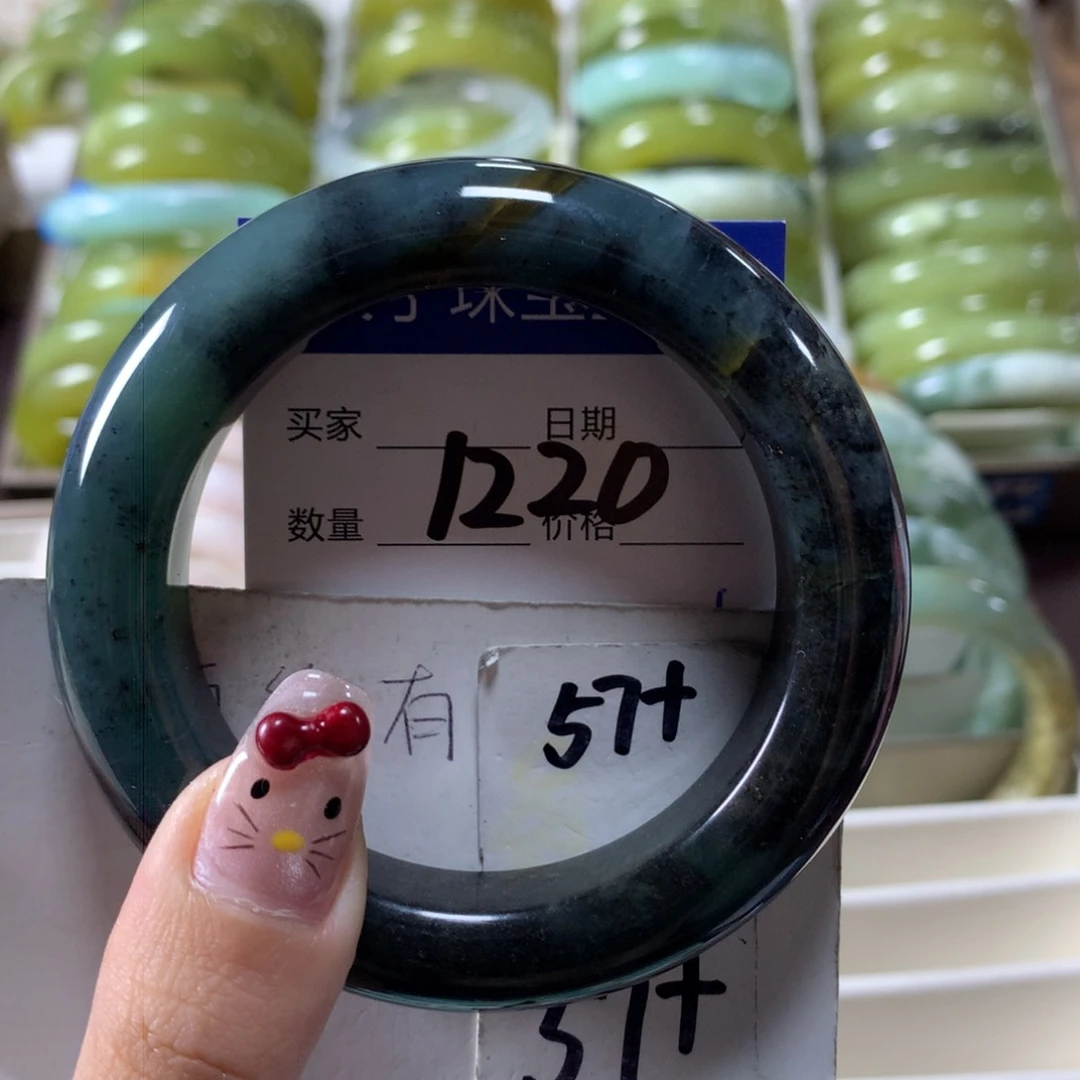 珠宝
买家 日期
1220
数量 价格
有 57+
57+